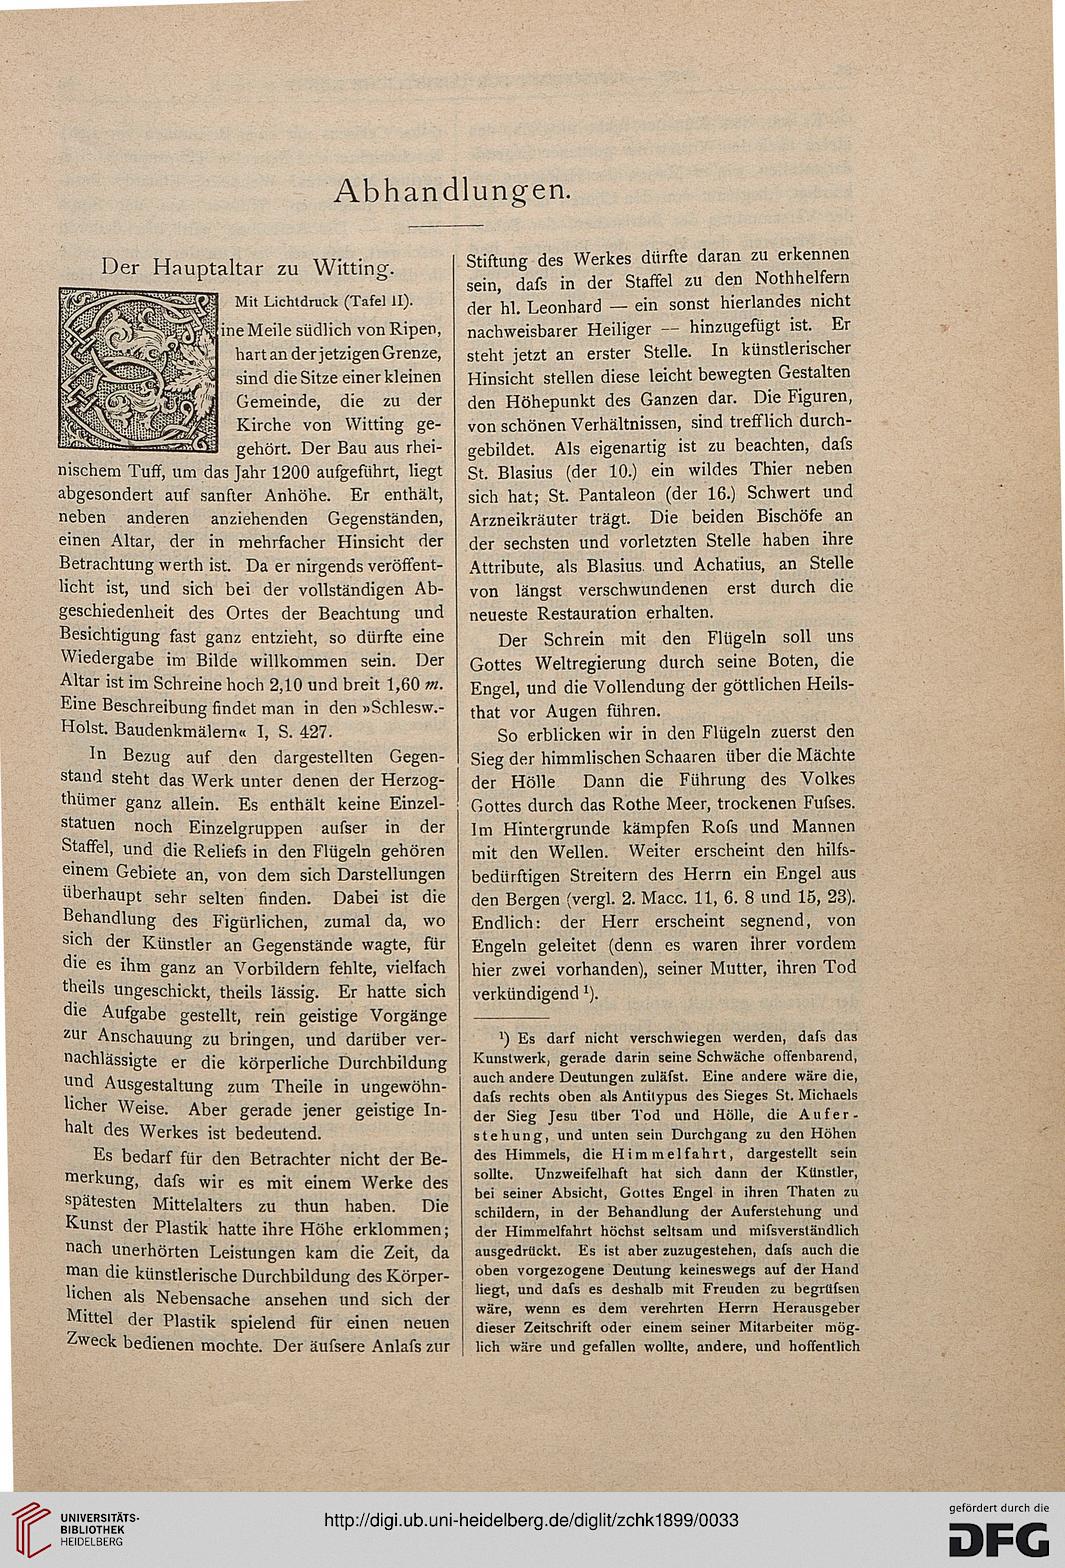 Abhandlungen.
Der Hauptaltar zu Witting.
Mit Lichtdruck (Tafel II).
Eine Meile südlich von Ripen,
hart an der jetzigen Grenze,
sind die Sitze einer kleinen
Gemeinde, die zu der
Kirche von Witting ge-
gehört. Der Bau aus rhei-
nischem Tuff, um das Jahr 1200 aufgeführt, liegt
abgesondert auf sanfter Anhöhe. Er enthält,
neben anderen anziehenden Gegenständen,
einen Altar, der in mehrfacher Hinsicht der
Betrachtung werth ist. Da er nirgends veröffent-
licht ist, und sich bei der vollständigen Ab-
geschiedenheit des Ortes der Beachtung und
Besichtigung fast ganz entzieht, so dürfte eine
Wiedergabe im Bilde willkommen sein. Der
Altar ist im Schreine hoch 2,10 und breit 1,60 m.
Eine Beschreibung findet man in den »Schlesw.-
Holst. Baudenkmälern« I, S. 427.
In Bezug auf den dargestellten Gegen-
stand steht das Werk unter denen der Herzog-
thümer ganz allein. Es enthält keine Einzel-
statuen noch Einzelgruppen aufser in der
Staffel, und die Reliefs in den Flügeln gehören
einem Gebiete an, von dem sich Darstellungen
überhaupt sehr selten finden. Dabei ist die
Behandlung des Figürlichen, zumal da, wo
sich der Künstler an Gegenstände wagte, für
die es ihm ganz an Vorbildern fehlte, vielfach
theils ungeschickt, theils lässig. Er hatte sich
die Aufgabe gestellt, rein geistige Vorgänge
zur Anschauung zu bringen, und darüber ver-
nachlässigte er die körperliche Durchbildung
und Ausgestaltung zum Theile in ungewöhn-
licher Weise. Aber gerade jener geistige In-
halt des Werkes ist bedeutend.
Es bedarf für den Betrachter nicht der Be-
merkung, dafs wir es mit einem Werke des
spätesten Mittelalters zu thun haben. Die
Kunst der Plastik hatte ihre Höhe erklommen;
nach unerhörten Leistungen kam die Zeit, da
man die künstlerische Durchbildung des Körper-
lichen als Nebensache ansehen und sich der
Mittel der Plastik spielend für einen neuen
Zweck bedienen mochte. Der äufsere Anlafs zur
Stiftung des Werkes dürfte daran zu erkennen
sein, dafs in der Staffel zu den Nothhelfern
der hl. Leonhard — ein sonst hierlandes nicht
nachweisbarer Heiliger — hinzugefügt ist. Er
steht jetzt an erster Stelle. In künstlerischer
Hinsicht stellen diese leicht bewegten Gestalten
den Höhepunkt des Ganzen dar. Die Figuren,
von schönen Verhältnissen, sind trefflich durch-
gebildet. Als eigenartig ist zu beachten, dafs
St. Blasius (der 10.) ein wildes Thier neben
sich hat; St. Pantaleon (der 16.) Schwert und
Arzneikräuter trägt. Die beiden Bischöfe an
der sechsten und vorletzten Stelle haben ihre
Attribute, als Blasius und Achatius, an Stelle
von längst verschwundenen erst durch die
neueste Restauration erhalten.
Der Schrein mit den Flügeln soll uns
Gottes Weltregierung durch seine Boten, die
Engel, und die Vollendung der göttlichen Heils-
that vor Augen führen.
So erblicken wir in den Flügeln zuerst den
Sieg der himmlischen Schaaren über die Mächte
der Hölle Dann die Führung des Volkes
Gottes durch das Rothe Meer, trockenen Fufses.
Im Hintergrunde kämpfen Rofs und Mannen
mit den Wellen. Weiter erscheint den hilfs-
bedürftigen Streitern des Herrn ein Engel aus
den Bergen (vergl. 2. Macc. 11, 6. 8 und 15, 23).
Endlich: der Herr erscheint segnend, von
Engeln geleitet (denn es waren ihrer vordem
hier zwei vorhanden), seiner Mutter, ihren Tod
verkündigend ¹).
¹) Es darf nicht verschwiegen werden, dafs das
Kunstwerk, gerade darin seine Schwäche offenbarend,
auch andere Deutungen zuläfst. Eine andere wäre die,
dafs rechts oben als Antitypus des Sieges St. Michaels
der Sieg Jesu über Tod und Hölle, die Aufer-
stehung, und unten sein Durchgang zu den Höhen
des Himmels, die Himmelfahrt, dargestellt sein
sollte. Unzweifelhaft hat sich dann der Künstler,
bei seiner Absicht, Gottes Engel in ihren Thaten zu
schildern, in der Behandlung der Auferstehung und
der Himmelfahrt höchst seltsam und mifsverständlich
ausgedrückt. Es ist aber zuzugestehen, dafs auch die
oben vorgezogene Deutung keineswegs auf der Hand
liegt, und dafs es deshalb mit Freuden zu begrüfsen
wäre, wenn es dem verehrten Herrn Herausgeber
dieser Zeitschrift oder einem seiner Mitarbeiter mög-
lich wäre und gefallen wollte, andere, und hoffentlich
UNIVERSITÄTS-
BIBLIOTHEK
HEIDELBERG
http://digi.ub.uni-heidelberg.de/diglit/zchk1899/0033
gefördert durch die
DFG